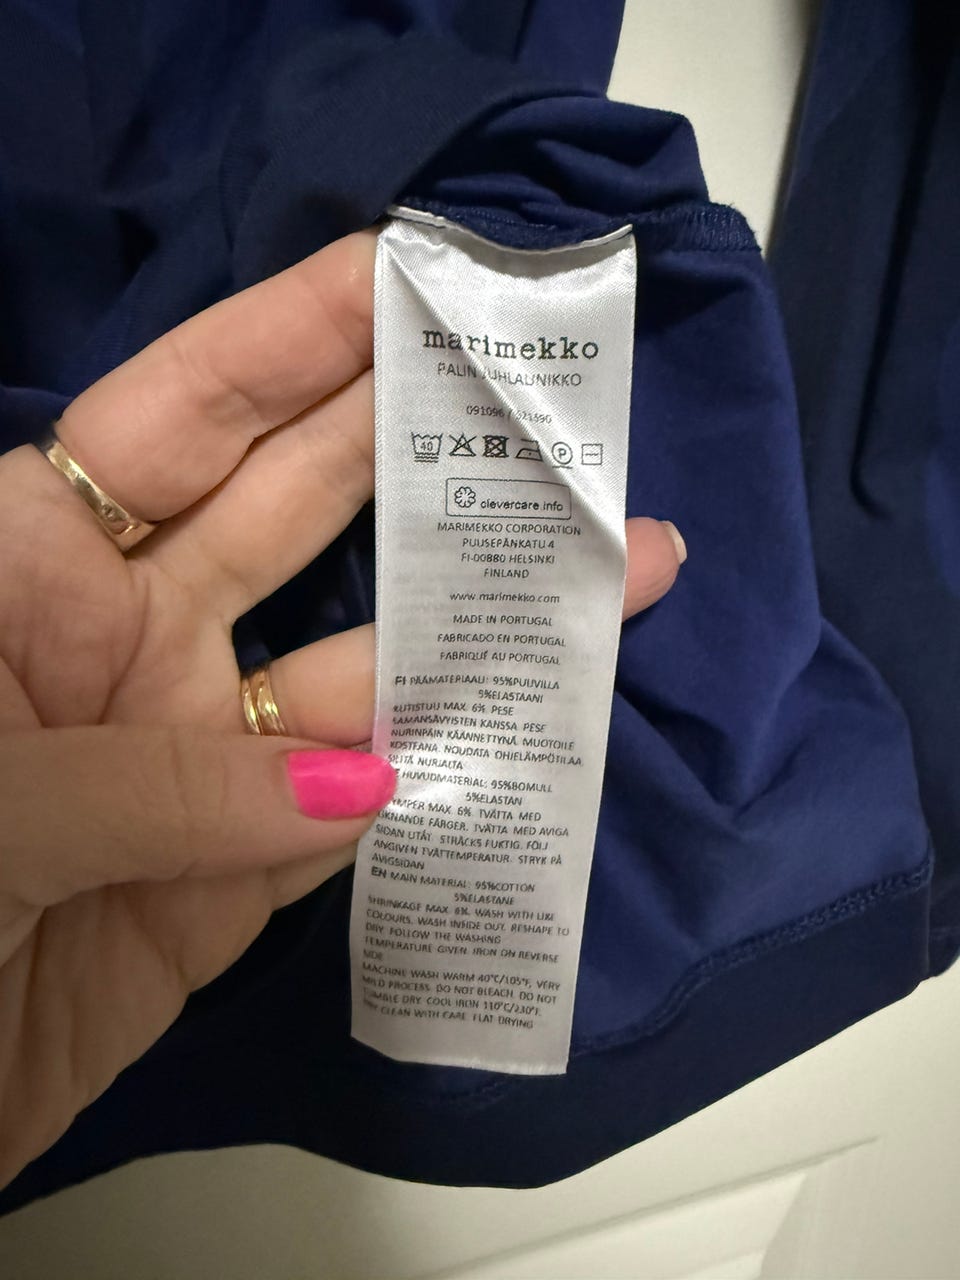 marimekko
PALIN JUHLAUNIKKO
091096 /
40
P
clevercare.info
MARIMEKKO CORPORATION
PUUSEPÄNKATU 4
FI-00880 HELSINKI
FINLAND
www.marimekko.com
MADE IN PORTUGAL
FABRICADO EN PORTUGAL
FABRIQUÉ AU PORTUGAL
FI PÄÄMATERIAALI: 95%PUUVILLA
5%ELASTAANI
KUTISTUU MAX. 6%. PESE
SAMANSÄVYISTEN KANSSA. PESE
NURINPÄIN KÄÄNNETTYNÄ. MUOTOILE
KOSTEANA. NOUDATA OHJELÄMPÖTILAA.
SILITÄ NURJALTA
HUVUDMATERIAL: 95%BOMULL
5%ELASTAN
MAX. 6%. TVÄTTA MED
LIKNANDE FÄRGER. TVÄTTA MED AVIGA
SIDAN UTÅT. STRÄCKS FUKTIG. FÖLJ
ANGIVEN TVÄTTEMPERATUR. STRYK PÅ
AVIGSIDAN
EN MAIN MATERIAL: 95%COTTON
5%ELASTANE
SHRINKAGE MAX. 6%. WASH WITH LIKE
COLOURS. WASH INSIDE OUT. RESHAPE TO
DRY. FOLLOW THE WASHING
TEMPERATURE GIVEN. IRON ON REVERSE
SIDE
MACHINE WASH WARM 40°C/105°F, VERY
MILD PROCESS. DO NOT BLEACH. DO NOT
TUMBLE DRY. COOL IRON 110°C/230°F.
DRY CLEAN WITH CARE. FLAT DRYING